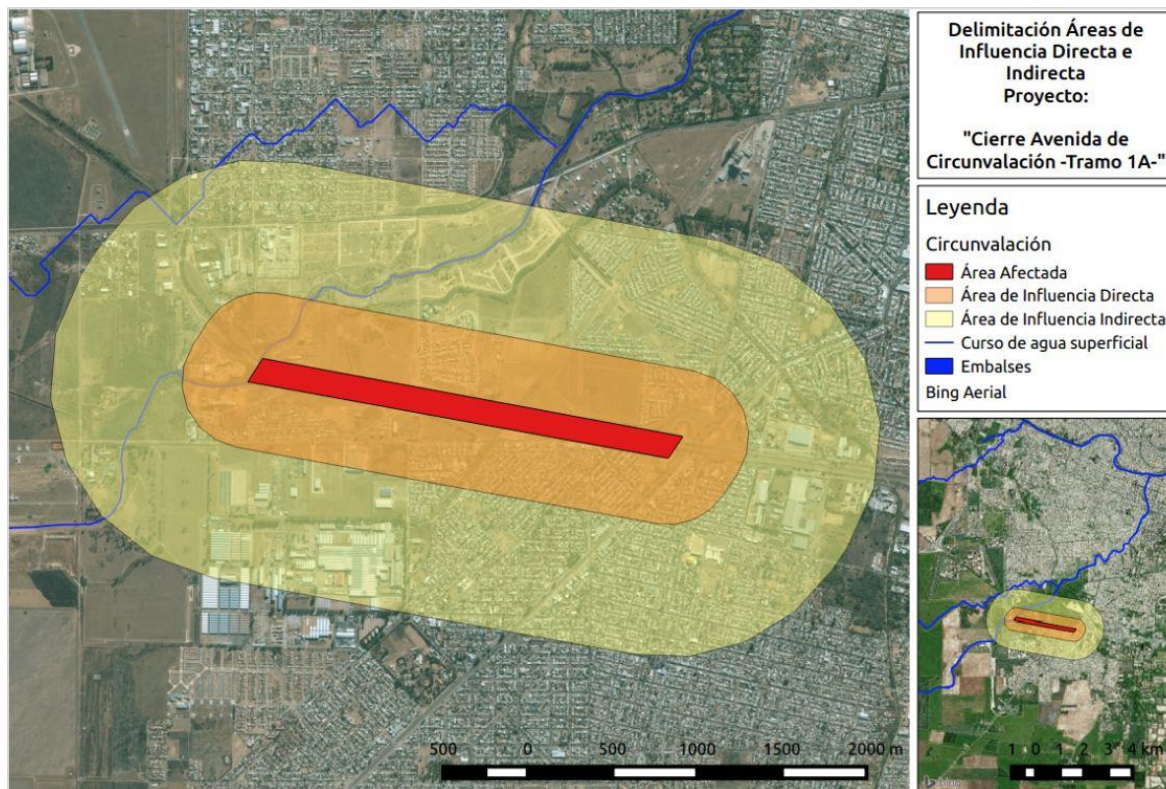 Delimitación Áreas de
Influencia Directa e
Indirecta
Proyecto:
"Cierre Avenida de
Circunvalación -Tramo 1A-"
Leyenda
Circunvalación
Área Afectada
Área de Influencia Directa
Área de Influencia Indirecta
Curso de agua superficial
Embalses
Bing Aerial
500 0 500 1000 1500 2000 m
1 0 1 2 3 4 km
bing